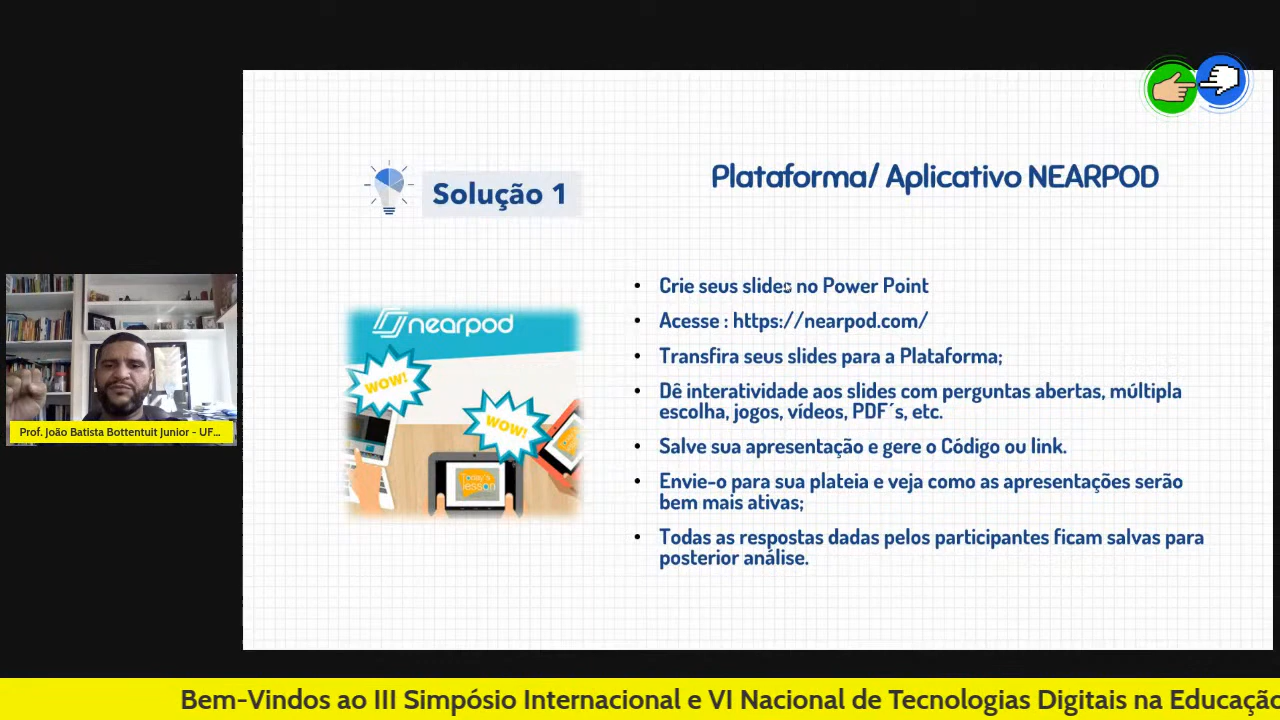 Plataforma/ Aplicativo NEARPOD
Solução 1
nearpod
WOW!
WOW!
Today's
lesson
• Crie seus slides no Power Point
• Acesse : https://nearpod.com/
• Transfira seus slides para a Plataforma;
• Dê interatividade aos slides com perguntas abertas, múltipla
escolha, jogos, vídeos, PDF´s, etc.
• Salve sua apresentação e gere o Código ou link.
• Envie-o para sua plateia e veja como as apresentações serão
bem mais ativas;
• Todas as respostas dadas pelos participantes ficam salvas para
posterior análise.
Prof. João Batista Bottentuit Junior - UF...
Bem-Vindos ao III Simpósio Internacional e VI Nacional de Tecnologias Digitais na Educação